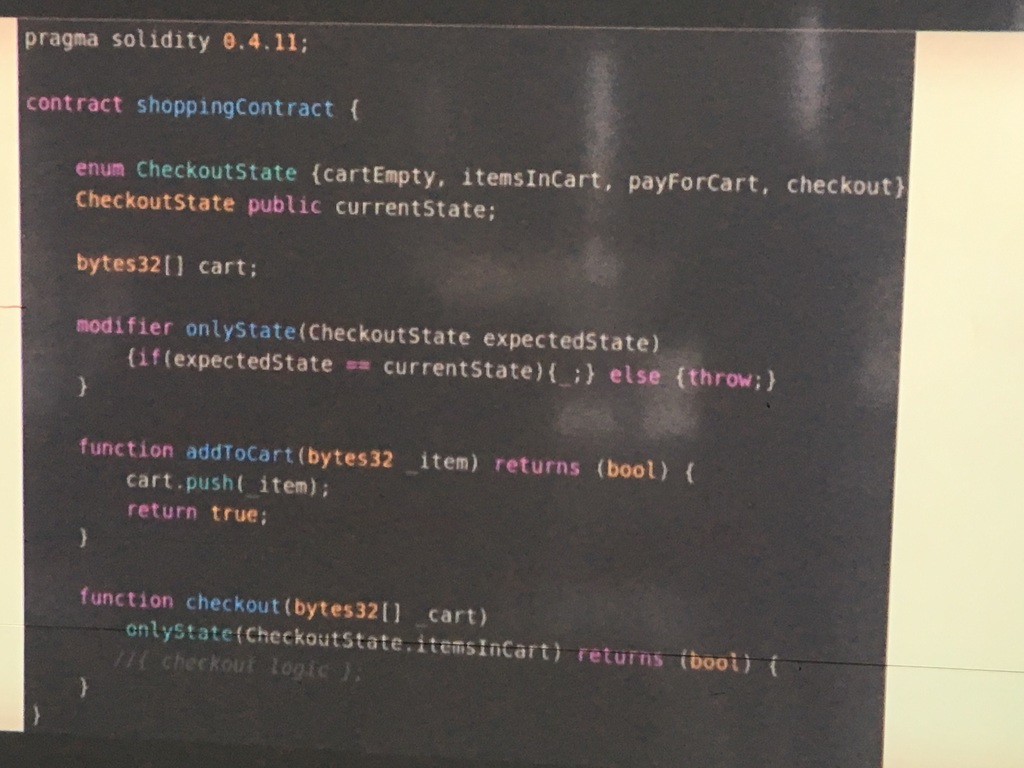 pragma solidity 0.4.11;
contract shoppingContract {
enum CheckoutState {cartEmpty, itemsInCart, payForCart, checkout}
CheckoutState public currentState;
bytes32[] cart;
modifier onlyState(CheckoutState expectedState)
{if(expectedState == currentState){_;} else {throw;}
}
function addToCart(bytes32 _item) returns (bool) {
cart.push(_item);
return true;
}
function checkout(bytes32[] _cart)
onlyState(CheckoutState.itemsInCart) returns (bool) {
//{ checkout logic };
}
}